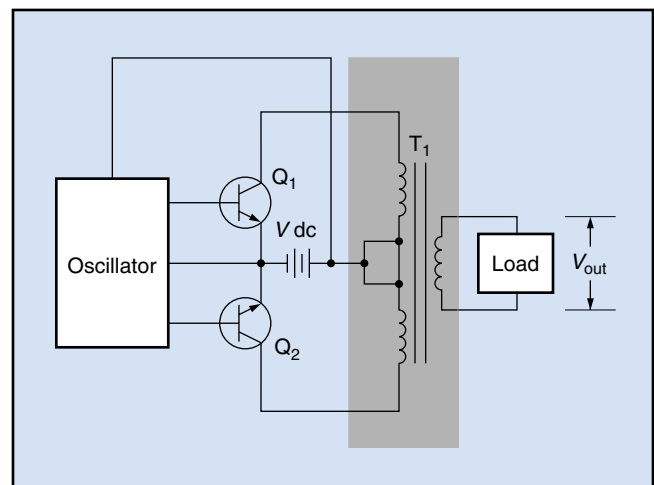 T₁
Q₁
V dc
Oscillator
Load
Vout
Q₂